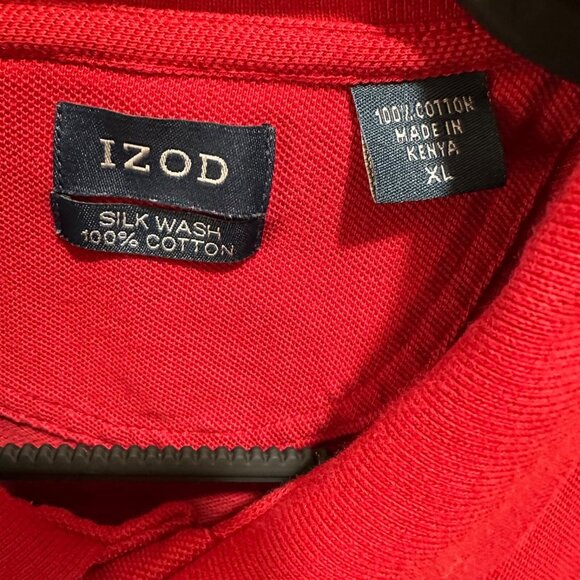 IZOD
SILK WASH
100% COTTON
100% COTTON
MADE IN
KENYA
XL